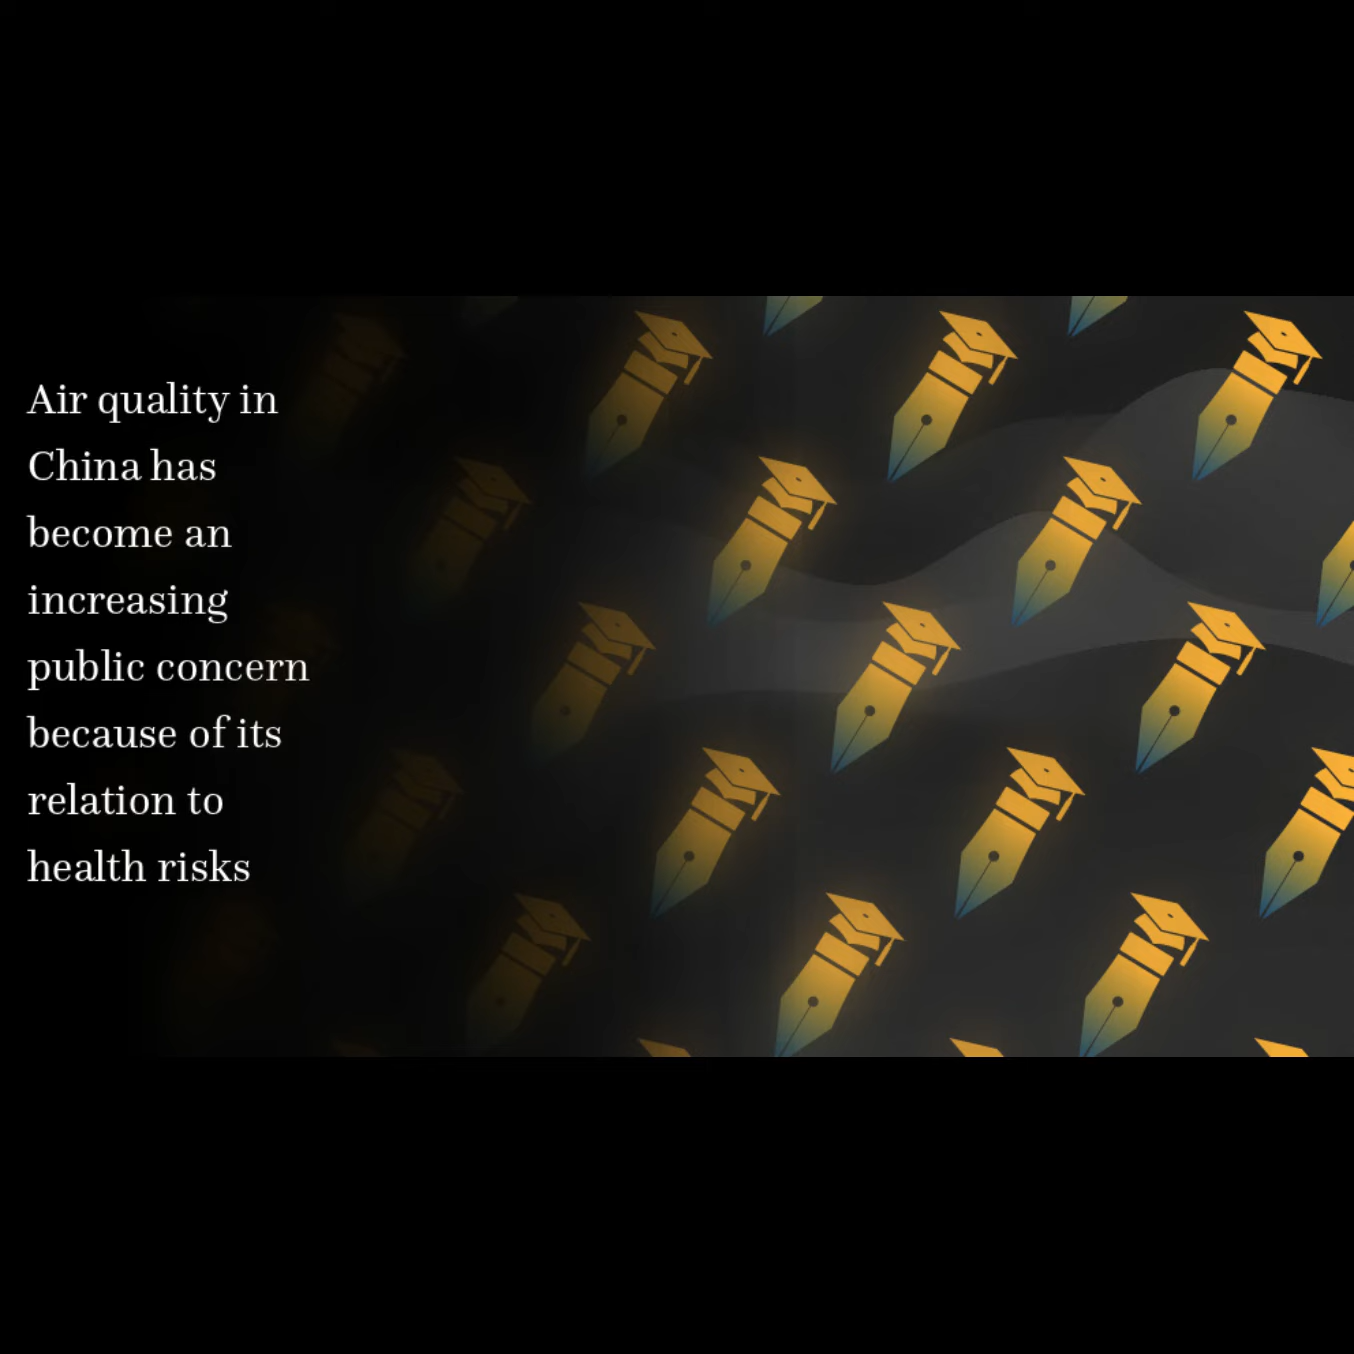 Air quality in
China has
become an
increasing
public concern
because of its
relation to
health risks